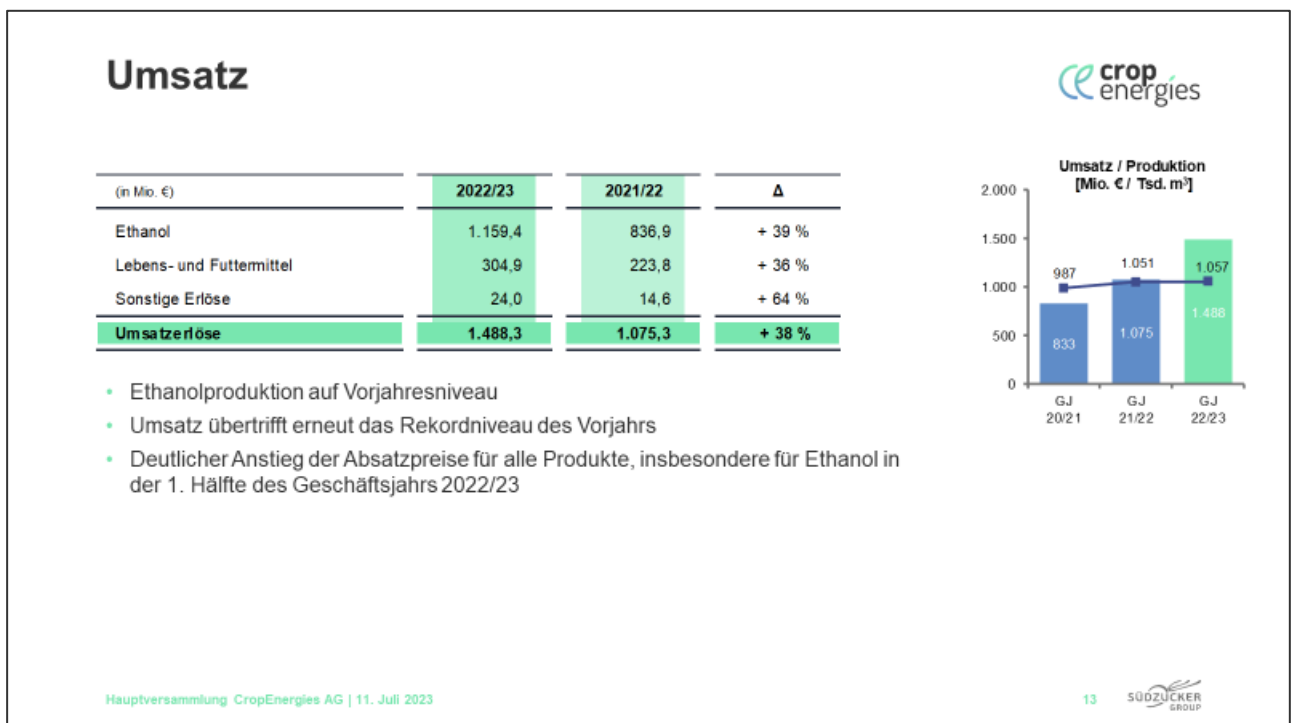 Umsatz
crop
energies
(in Mio. €) 2022/23 2021/22 Δ
Ethanol 1.159,4 836,9 + 39 %
Lebens- und Futtermittel 304,9 223,8 + 36 %
Sonstige Erlöse 24,0 14,6 + 64 %
Umsatzerlöse 1.488,3 1.075,3 + 38 %
• Ethanolproduktion auf Vorjahresniveau
• Umsatz übertrifft erneut das Rekordniveau des Vorjahrs
• Deutlicher Anstieg der Absatzpreise für alle Produkte, insbesondere für Ethanol in
der 1. Hälfte des Geschäftsjahrs 2022/23
Umsatz / Produktion
[Mio. € / Tsd. m³]
2.000
1.500
1.000
500
0
987 1.051 1.057
833 1.075 1.488
GJ GJ GJ
20/21 21/22 22/23
Hauptversammlung CropEnergies AG | 11. Juli 2023
13
SÜDZUCKER
GROUP